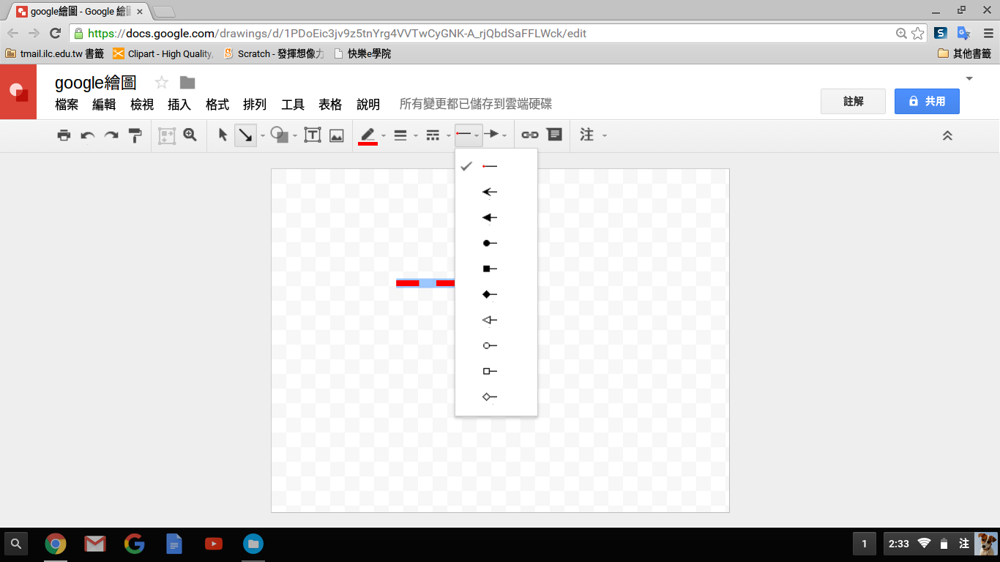 google繪圖 - Google 繪圖
https://docs.google.com/drawings/d/1PDoEic3jv9z5tnYrg4VVTwCyGNK-A_rjQbdSaFFLWck/edit
tmail.ilc.edu.tw 書籤 Clipart - High Quality, Scratch - 發揮想像力 快樂e學院 其他書籤
google繪圖
檔案 編輯 檢視 插入 格式 排列 工具 表格 說明 所有變更都已儲存到雲端硬碟 註解 共用
注
1 2:33 注